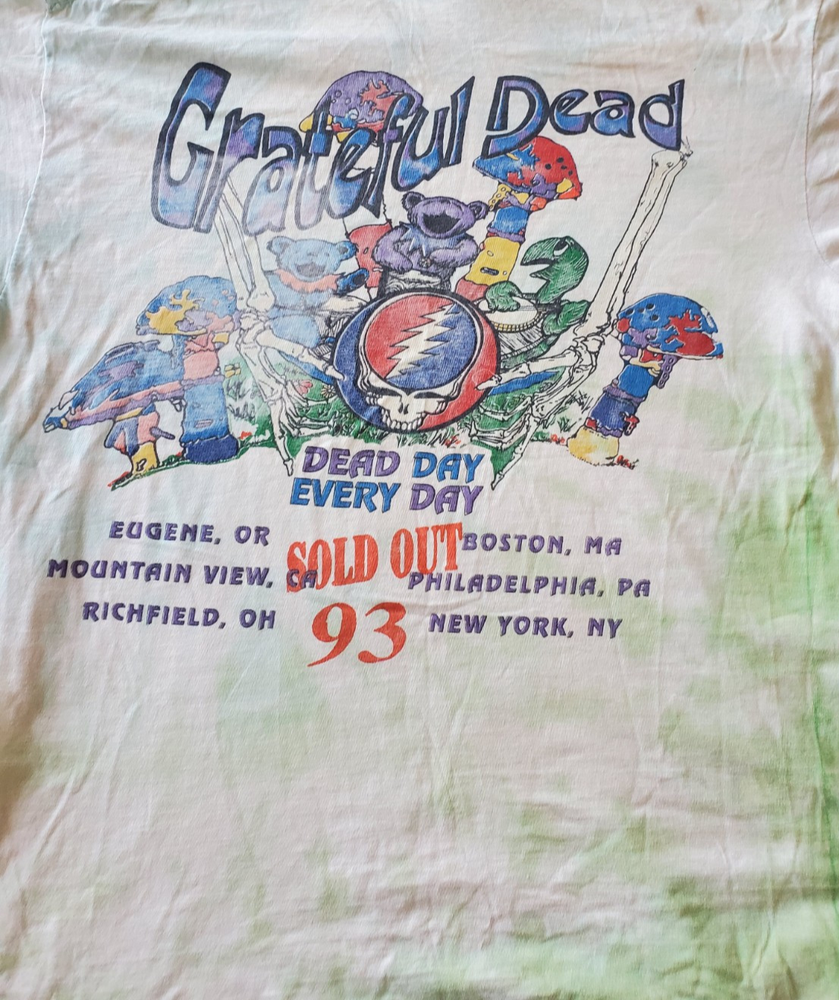 Grateful Dead
DEAD DAY
EVERY DAY
EUGENE, OR
MOUNTAIN VIEW, CA
RICHFIELD, OH
SOLD OUT
93
BOSTON, MA
PHILADELPHIA, PA
NEW YORK, NY